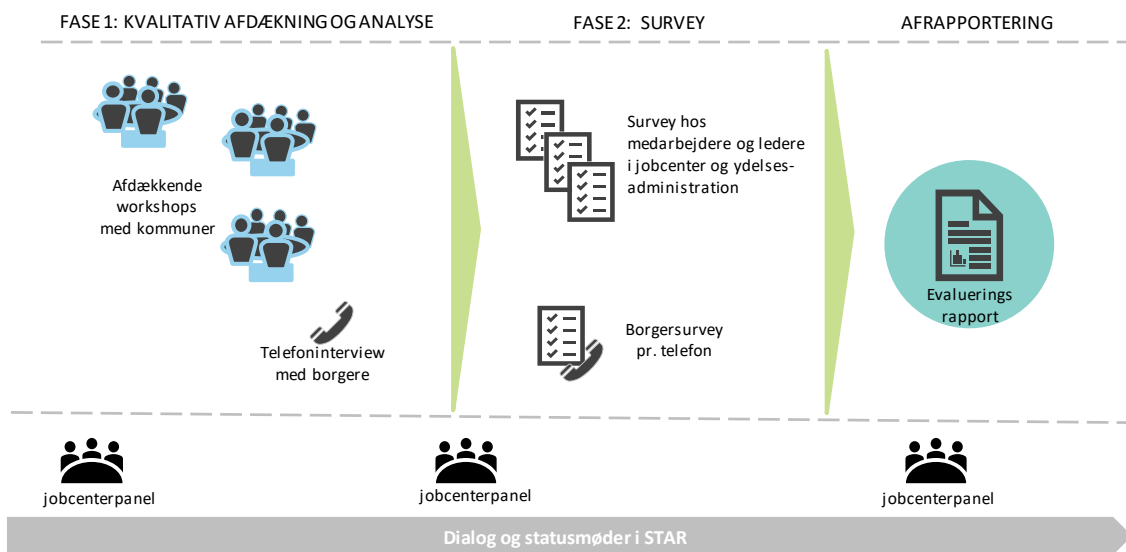 FASE 1: KVALITATIV AFDÆKNING OG ANALYSE
FASE 2: SURVEY
AFRAPPORTERING
Afdækkende
workshops
med kommuner
Telefoninterview
med borgere
Survey hos
medarbejdere og ledere
i jobcenter og ydelses-
administration
Borgersurvey
pr. telefon
Evaluerings
rapport
jobcenterpanel
jobcenterpanel
jobcenterpanel
Dialog og statusmøder i STAR